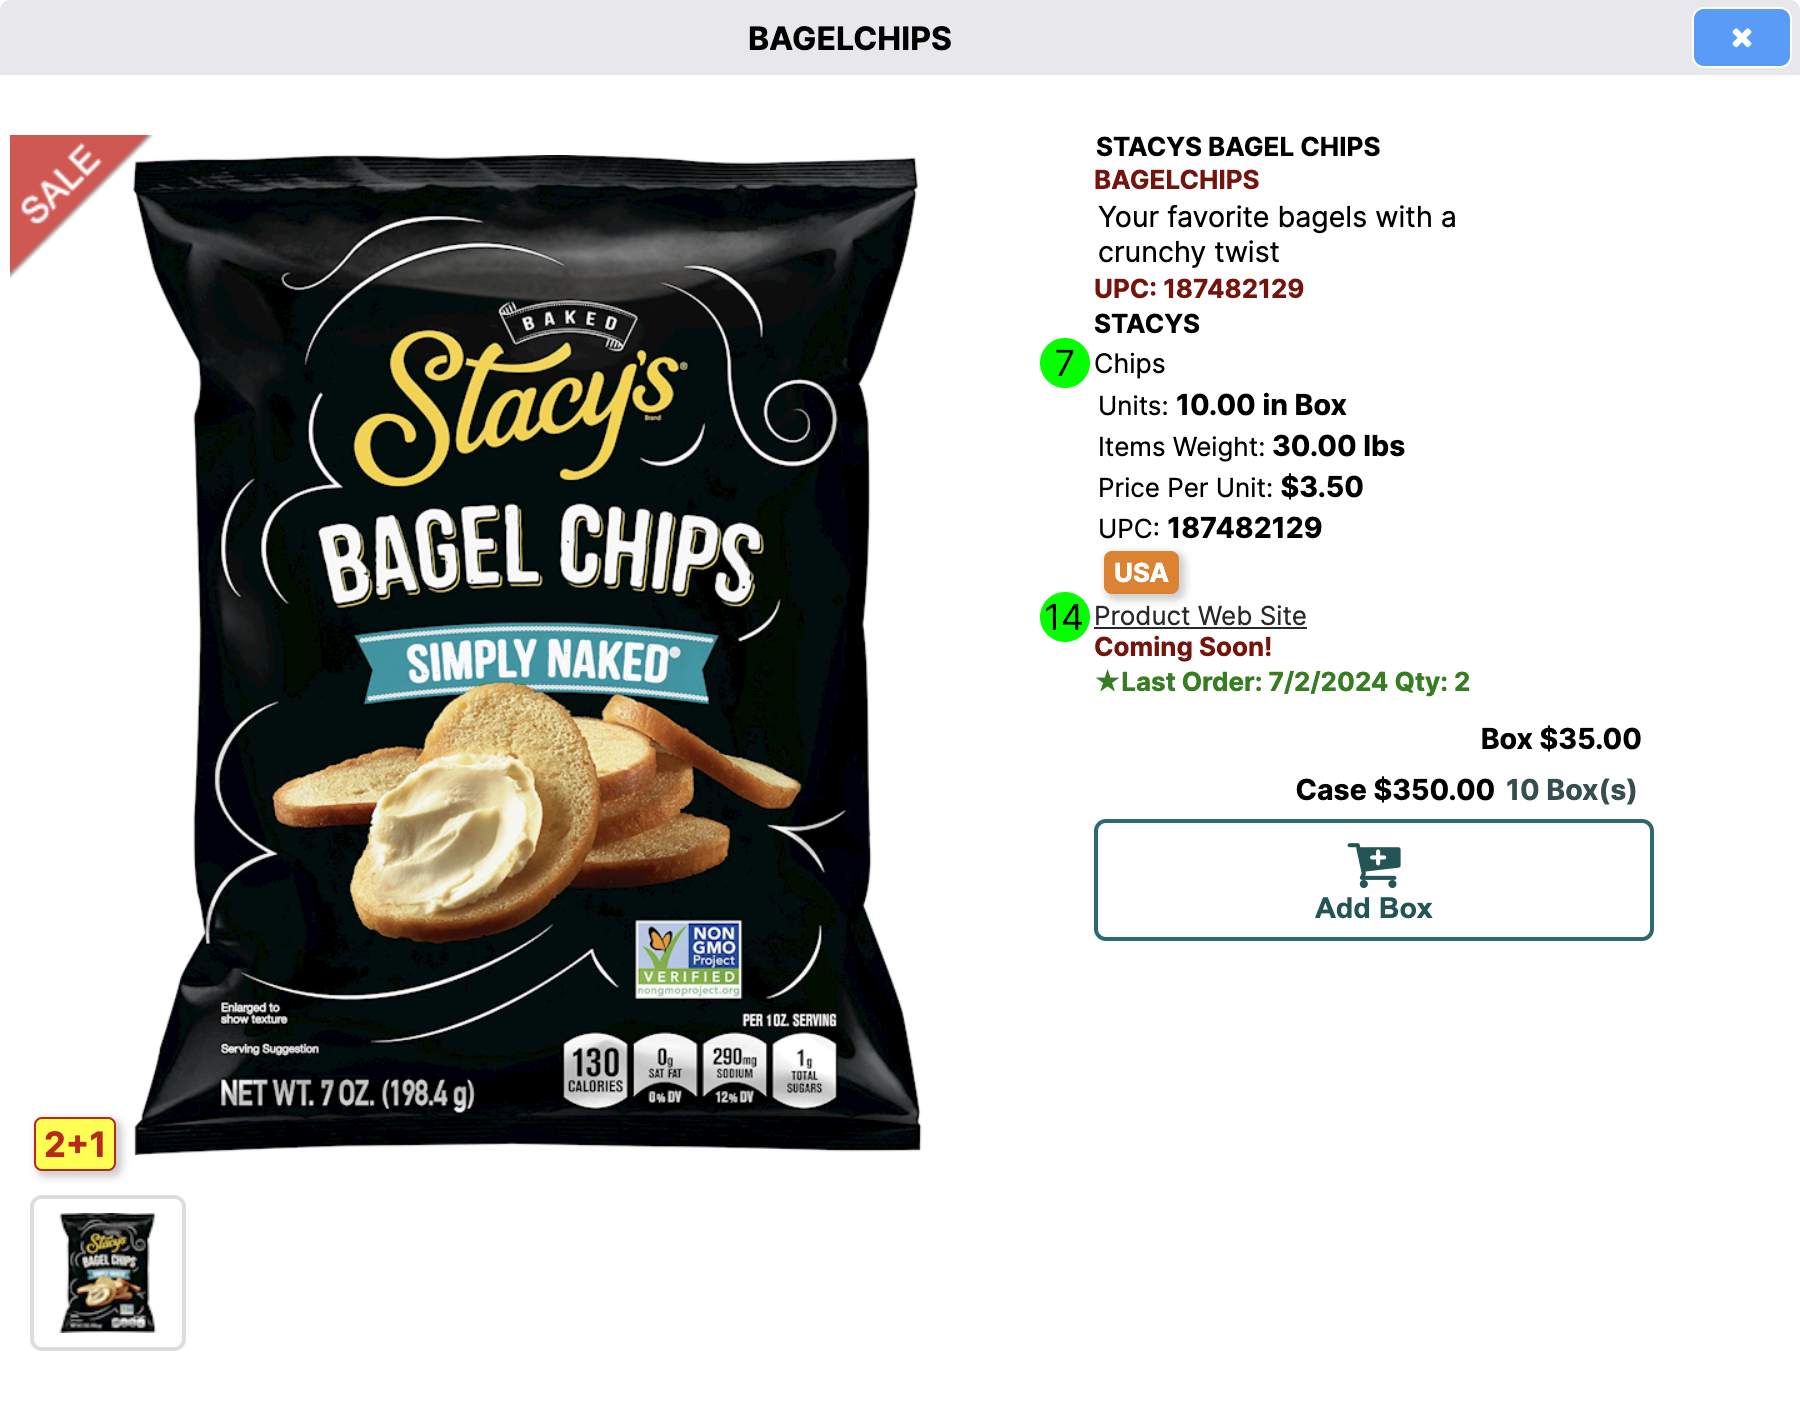 BAGELCHIPS
SALE
BAKED
Stacy's®
Brand
BAGEL CHIPS
SIMPLY NAKED®
NON
GMO
Project
VERIFIED
nongmoproject.org
Enlarged to
show texture
Serving Suggestion
NET WT. 7 OZ. (198.4 g)
PER 1 OZ. SERVING
130
CALORIES
0g
SAT FAT
0% DV
290mg
SODIUM
12% DV
1g
TOTAL
SUGARS
2+1
Stacy's
BAGEL CHIPS
STACYS BAGEL CHIPS
BAGELCHIPS
Your favorite bagels with a
crunchy twist
UPC: 187482129
STACYS
7 Chips
Units: 10.00 in Box
Items Weight: 30.00 lbs
Price Per Unit: $3.50
UPC: 187482129
USA
14 Product Web Site
Coming Soon!
★Last Order: 7/2/2024 Qty: 2
Box $35.00
Case $350.00 10 Box(s)
Add Box